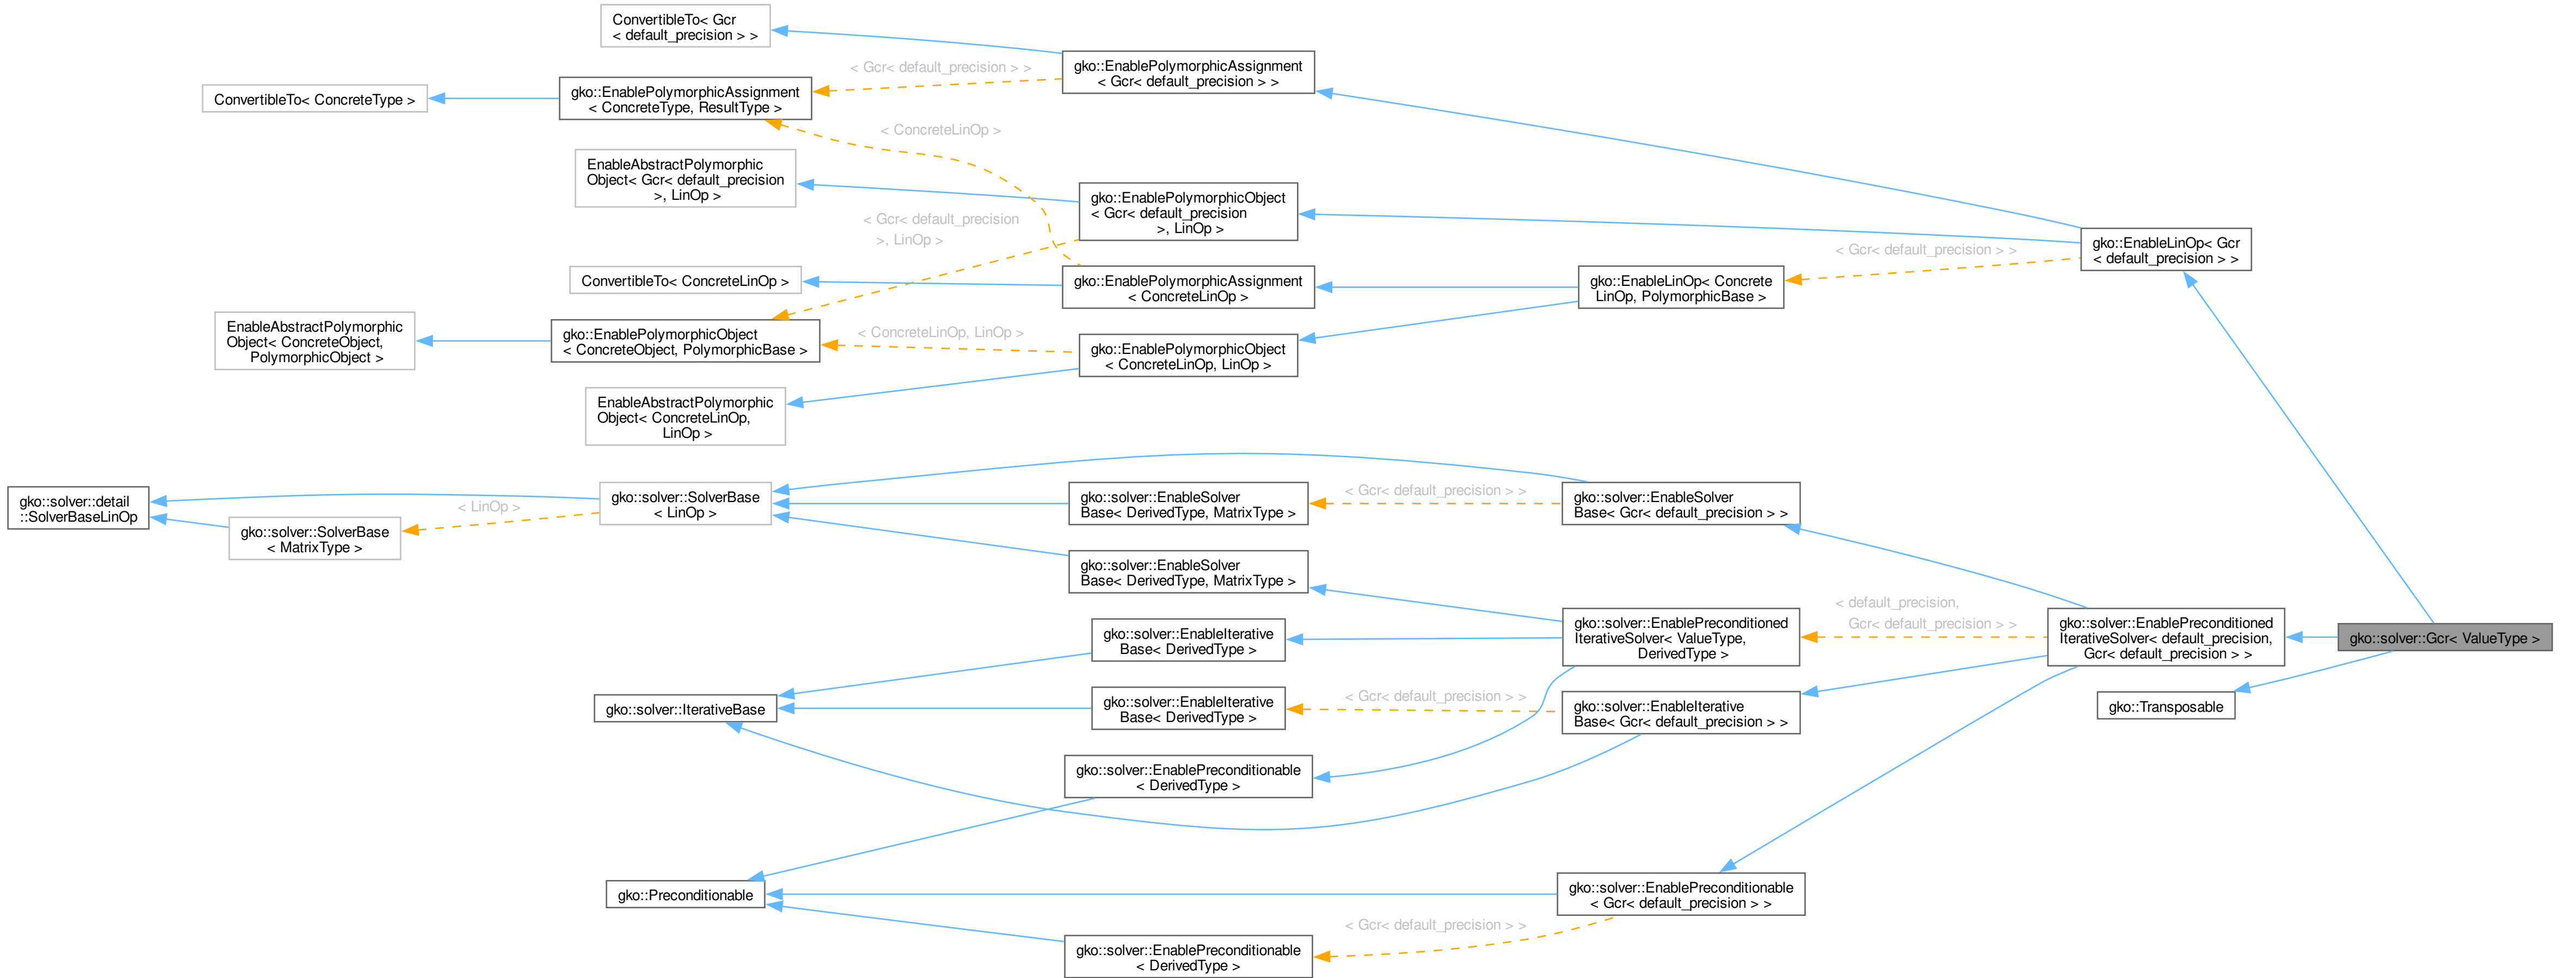 ConvertibleTo< Gcr
< default_precision > >
ConvertibleTo< ConcreteType >
gko::EnablePolymorphicAssignment
< ConcreteType, ResultType >
< Gcr< default_precision > >
gko::EnablePolymorphicAssignment
< Gcr< default_precision > >
< ConcreteLinOp >
EnableAbstractPolymorphic
Object< Gcr< default_precision
>, LinOp >
< Gcr< default_precision
>, LinOp >
gko::EnablePolymorphicObject
< Gcr< default_precision
>, LinOp >
gko::EnableLinOp< Gcr
< default_precision > >
< Gcr< default_precision > >
ConvertibleTo< ConcreteLinOp >
gko::EnablePolymorphicAssignment
< ConcreteLinOp >
gko::EnableLinOp< Concrete
LinOp, PolymorphicBase >
EnableAbstractPolymorphic
Object< ConcreteObject,
PolymorphicObject >
gko::EnablePolymorphicObject
< ConcreteObject, PolymorphicBase >
< ConcreteLinOp, LinOp >
gko::EnablePolymorphicObject
< ConcreteLinOp, LinOp >
EnableAbstractPolymorphic
Object< ConcreteLinOp,
LinOp >
gko::solver::detail
::SolverBaseLinOp
gko::solver::SolverBase
< MatrixType >
< LinOp >
gko::solver::SolverBase
< LinOp >
gko::solver::EnableSolver
Base< DerivedType, MatrixType >
< Gcr< default_precision > >
gko::solver::EnableSolver
Base< Gcr< default_precision > >
gko::solver::EnableSolver
Base< DerivedType, MatrixType >
gko::solver::EnableIterative
Base< DerivedType >
gko::solver::EnablePreconditioned
IterativeSolver< ValueType,
DerivedType >
< default_precision,
Gcr< default_precision > >
gko::solver::EnablePreconditioned
IterativeSolver< default_precision,
Gcr< default_precision > >
gko::solver::Gcr< ValueType >
gko::solver::IterativeBase
gko::solver::EnableIterative
Base< DerivedType >
< Gcr< default_precision > >
gko::solver::EnableIterative
Base< Gcr< default_precision > >
gko::Transposable
gko::solver::EnablePreconditionable
< DerivedType >
gko::Preconditionable
gko::solver::EnablePreconditionable
< Gcr< default_precision > >
< Gcr< default_precision > >
gko::solver::EnablePreconditionable
< DerivedType >